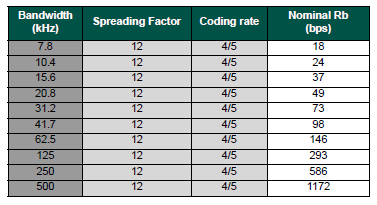 Bandwidth (kHz) Spreading Factor Coding rate Nominal Rb (bps)
7.8 12 4/5 18
10.4 12 4/5 24
15.6 12 4/5 37
20.8 12 4/5 49
31.2 12 4/5 73
41.7 12 4/5 98
62.5 12 4/5 146
125 12 4/5 293
250 12 4/5 586
500 12 4/5 1172